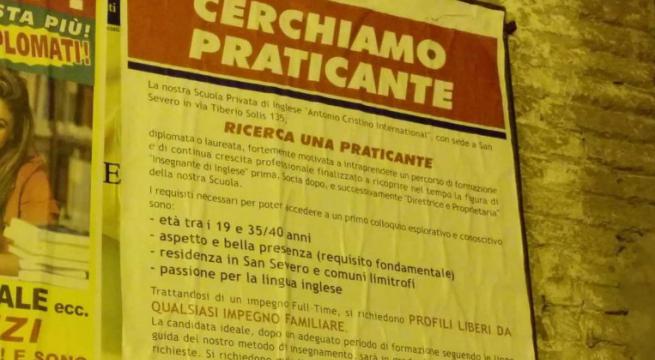 STA PIÙ!
PLOMATI!
E
ALE ecc.
ZI
! E SONO
CERCHIAMO
PRATICANTE
La nostra Scuola Privata di Inglese "Antonio Cristino International", con sede a San
Severo in via Tiberio Solis 135,
RICERCA UNA PRATICANTE
diplomata o laureata, fortemente motivata a intraprendere un percorso di formazione
e di continua crescita professionale finalizzato a ricoprire nel tempo la figura di
"Insegnante di Inglese" prima, Socia dopo, e successivamente "Direttrice e Proprietaria"
della nostra Scuola.
I requisiti necessari per poter accedere a un primo colloquio esplorativo e conoscitivo
sono:
- età tra i 19 e 35/40 anni
- aspetto e bella presenza (requisito fondamentale)
- residenza in San Severo e comuni limitrofi
- passione per la lingua inglese
Trattandosi di un impegno Full-Time, si richiedono PROFILI LIBERI DA
QUALSIASI IMPEGNO FAMILIARE.
La candidata ideale, dopo un adeguato periodo di formazione seguendo le linee
guida del nostro metodo di insegnamento, sarà in
richieste. Si richiedono